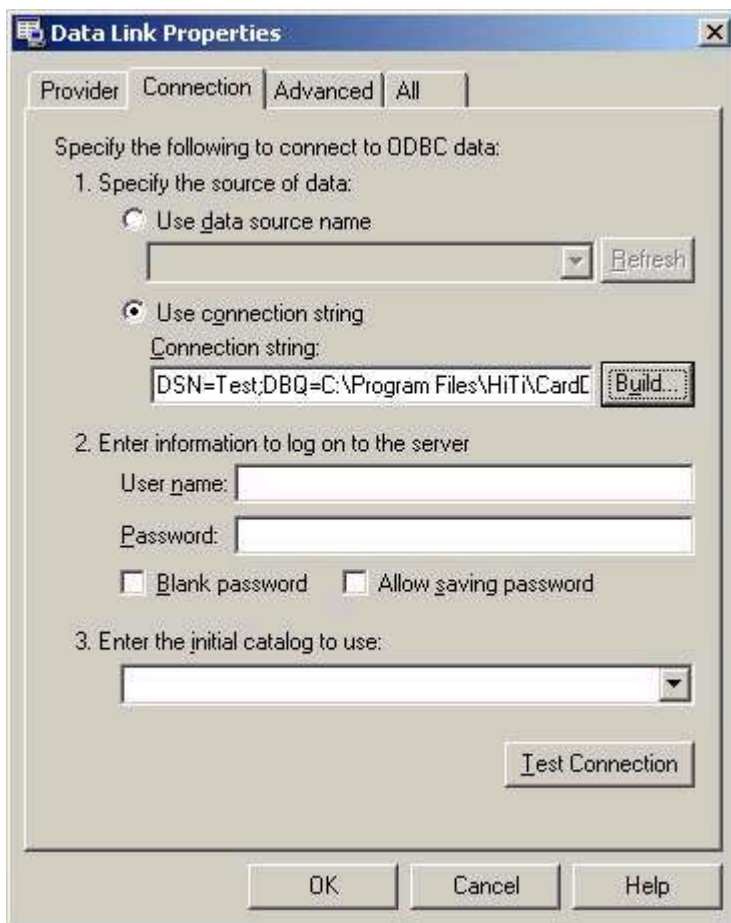 Data Link Properties
Provider Connection Advanced All
Specify the following to connect to ODBC data:
1. Specify the source of data:
Use data source name
Refresh
Use connection string
Connection string:
DSN=Test;DBQ=C:\Program Files\HiTi\CardD Build...
2. Enter information to log on to the server
User name:
Password:
Blank password Allow saving password
3. Enter the initial catalog to use:
Test Connection
OK Cancel Help